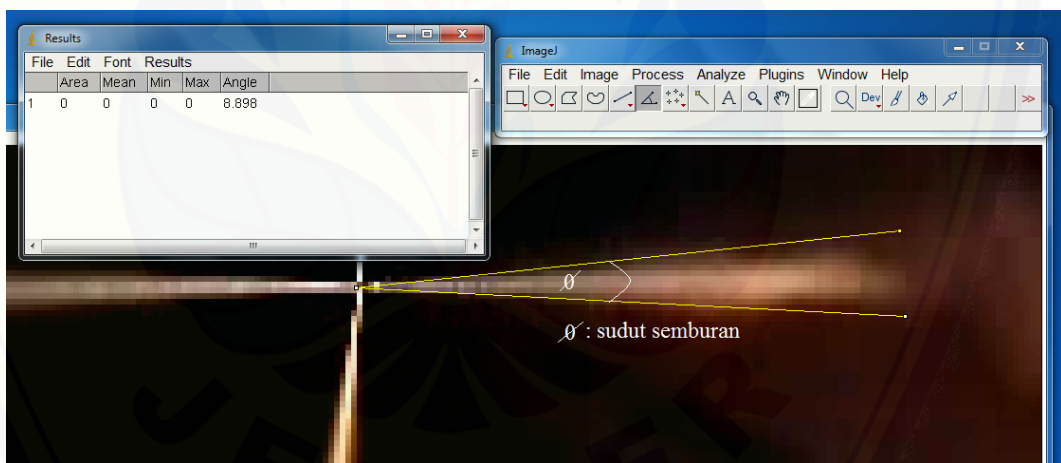 Results
File Edit Font Results
Area Mean Min Max Angle
1 0 0 0 0 8.898
ImageJ
File Edit Image Process Analyze Plugins Window Help
A Dev >>
Ø
Ø : sudut semburan
J E E R